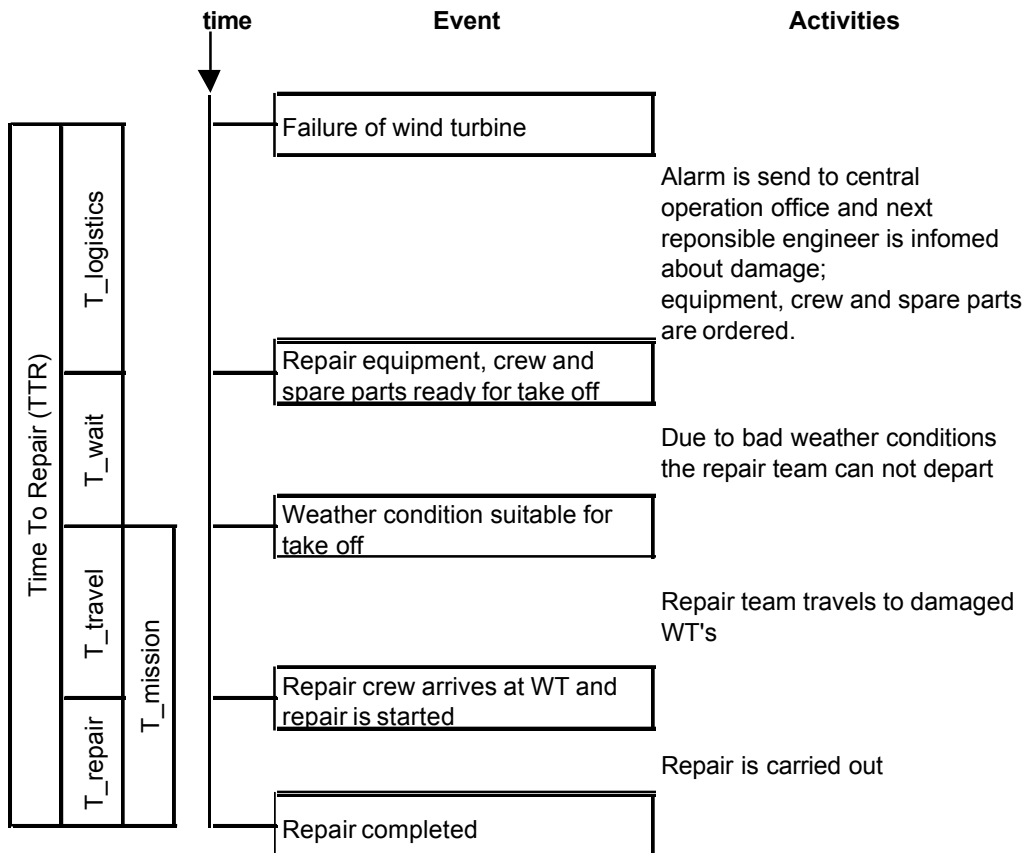 time Event Activities
Failure of wind turbine
Alarm is send to central
operation office and next
reponsible engineer is infomed
about damage;
equipment, crew and spare parts
are ordered.
Repair equipment, crew and
spare parts ready for take off
Due to bad weather conditions
the repair team can not depart
Weather condition suitable for
take off
Repair team travels to damaged
WT's
Repair crew arrives at WT and
repair is started
Repair is carried out
Repair completed
Time To Repair (TTR)
T_logistics
T_wait
T_travel
T_repair
T_mission